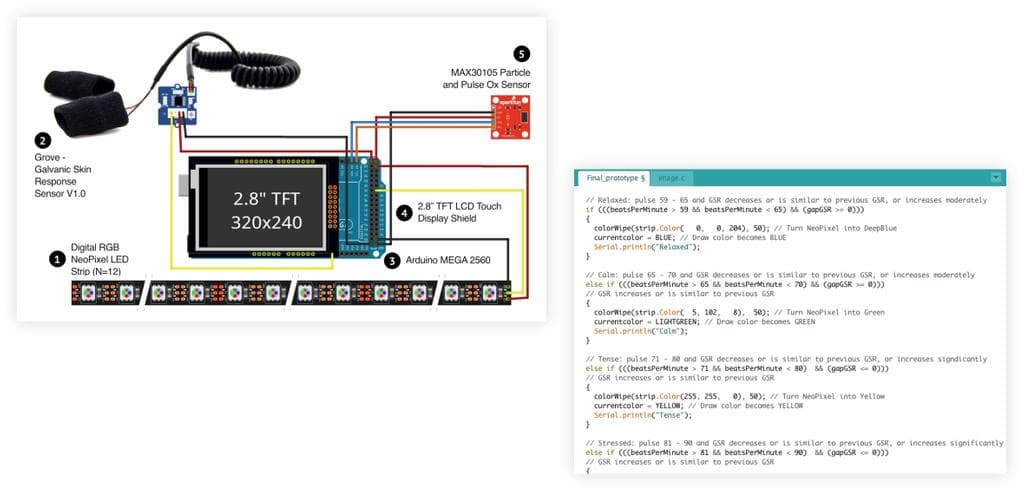 5
MAX30105 Particle
and Pulse Ox Sensor
sparkfun
2
Grove -
Galvanic Skin
Response
Sensor V1.0
2.8" TFT
320x240
4
2.8" TFT LCD Touch
Display Shield
3
Arduino MEGA 2560
1
Digital RGB
NeoPixel LED
Strip (N=12)
Final_prototype §
image.c
// Relaxed: pulse 59 - 65 and GSR decreases or is similar to previous GSR, or increases moderately
if (((beatsPerMinute > 59 && beatsPerMinute < 65) && (gapGSR >= 0)))
{
colorWipe(strip.Color( 0, 0, 204), 50); // Turn NeoPixel into DeepBlue
currentcolor = BLUE; // Draw color becomes BLUE
Serial.println("Relaxed");
}
// Calm: pulse 65 - 70 and GSR decreases or is similar to previous GSR, or increases moderately
else if (((beatsPerMinute > 65 && beatsPerMinute < 70) && (gapGSR >= 0)))
// GSR increases or is similar to previous GSR
{
colorWipe(strip.Color( 5, 102, 8), 50); // Turn NeoPixel into Green
currentcolor = LIGHTGREEN; // Draw color becomes GREEN
Serial.println("Calm");
}
// Tense: pulse 71 - 80 and GSR decreases or is similar to previous GSR, or increases signdicantly
else if (((beatsPerMinute > 71 && beatsPerMinute < 80) && (gapGSR <= 0)))
// GSR increases or is similar to previous GSR
{
colorWipe(strip.Color(255, 255, 0), 50); // Turn NeoPixel into Yellow
currentcolor = YELLOW; // Draw color becomes YELLOW
Serial.println("Tense");
}
// Stressed: pulse 81 - 90 and GSR decreases or is similar to previous GSR, or increases significantly
else if (((beatsPerMinute > 81 && beatsPerMinute < 90) && (gapGSR <= 0)))
// GSR increases or is similar to previous GSR
{